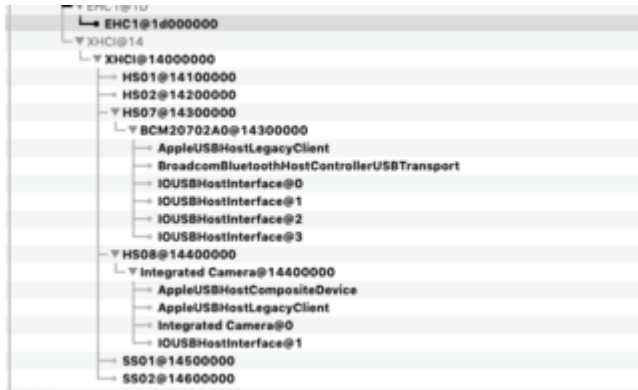 EHC1@1D
EHC1@1d000000
XHCI@14
XHCI@14000000
HS01@14100000
HS02@14200000
HS07@14300000
BCM20702A0@14300000
AppleUSBHostLegacyClient
BroadcomBluetoothHostControllerUSBTransport
IOUSBHostInterface@0
IOUSBHostInterface@1
IOUSBHostInterface@2
IOUSBHostInterface@3
HS08@14400000
Integrated Camera@14400000
AppleUSBHostCompositeDevice
AppleUSBHostLegacyClient
Integrated Camera@0
IOUSBHostInterface@1
SS01@14500000
SS02@14600000